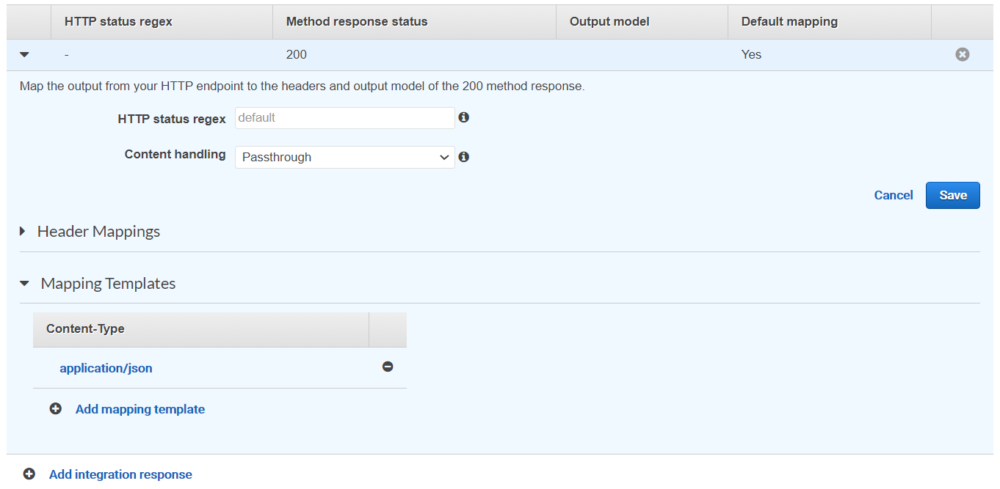 HTTP status regex Method response status Output model Default mapping
- 200 Yes
Map the output from your HTTP endpoint to the headers and output model of the 200 method response.
HTTP status regex default
Content handling Passthrough
Cancel Save
Header Mappings
Mapping Templates
Content-Type
application/json
Add mapping template
Add integration response